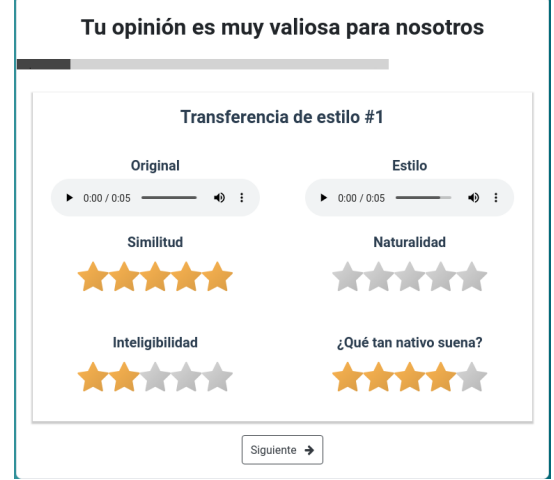 Tu opinión es muy valiosa para nosotros
Transferencia de estilo #1
Original
Estilo
0:00 / 0:05
0:00 / 0:05
Similitud
Naturalidad
Inteligibilidad
¿Qué tan nativo suena?
Siguiente